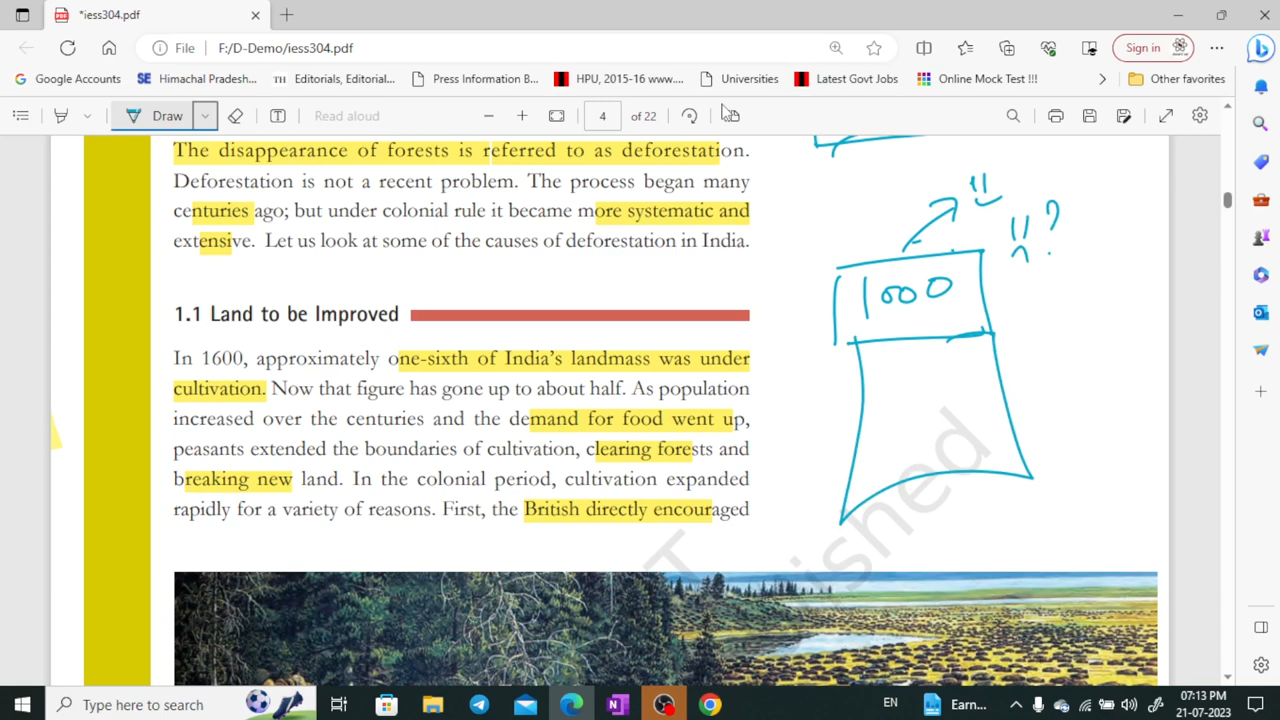 *iess304.pdf
File F:/D-Demo/iess304.pdf Sign in
Google Accounts SE Himachal Pradesh... TH Editorials, Editorial... Press Information B... HPU, 2015-16 www.... Universities Latest Govt Jobs Online Mock Test !!! Other favorites
Draw Read aloud 4 of 22
The disappearance of forests is referred to as deforestation.
Deforestation is not a recent problem. The process began many
centuries ago; but under colonial rule it became more systematic and
extensive. Let us look at some of the causes of deforestation in India.
1000
1.1 Land to be Improved
In 1600, approximately one-sixth of India's landmass was under
cultivation. Now that figure has gone up to about half. As population
increased over the centuries and the demand for food went up,
peasants extended the boundaries of cultivation, clearing forests and
breaking new land. In the colonial period, cultivation expanded
rapidly for a variety of reasons. First, the British directly encouraged
ished
Type here to search EN Earn... 07:13 PM
21-07-2023